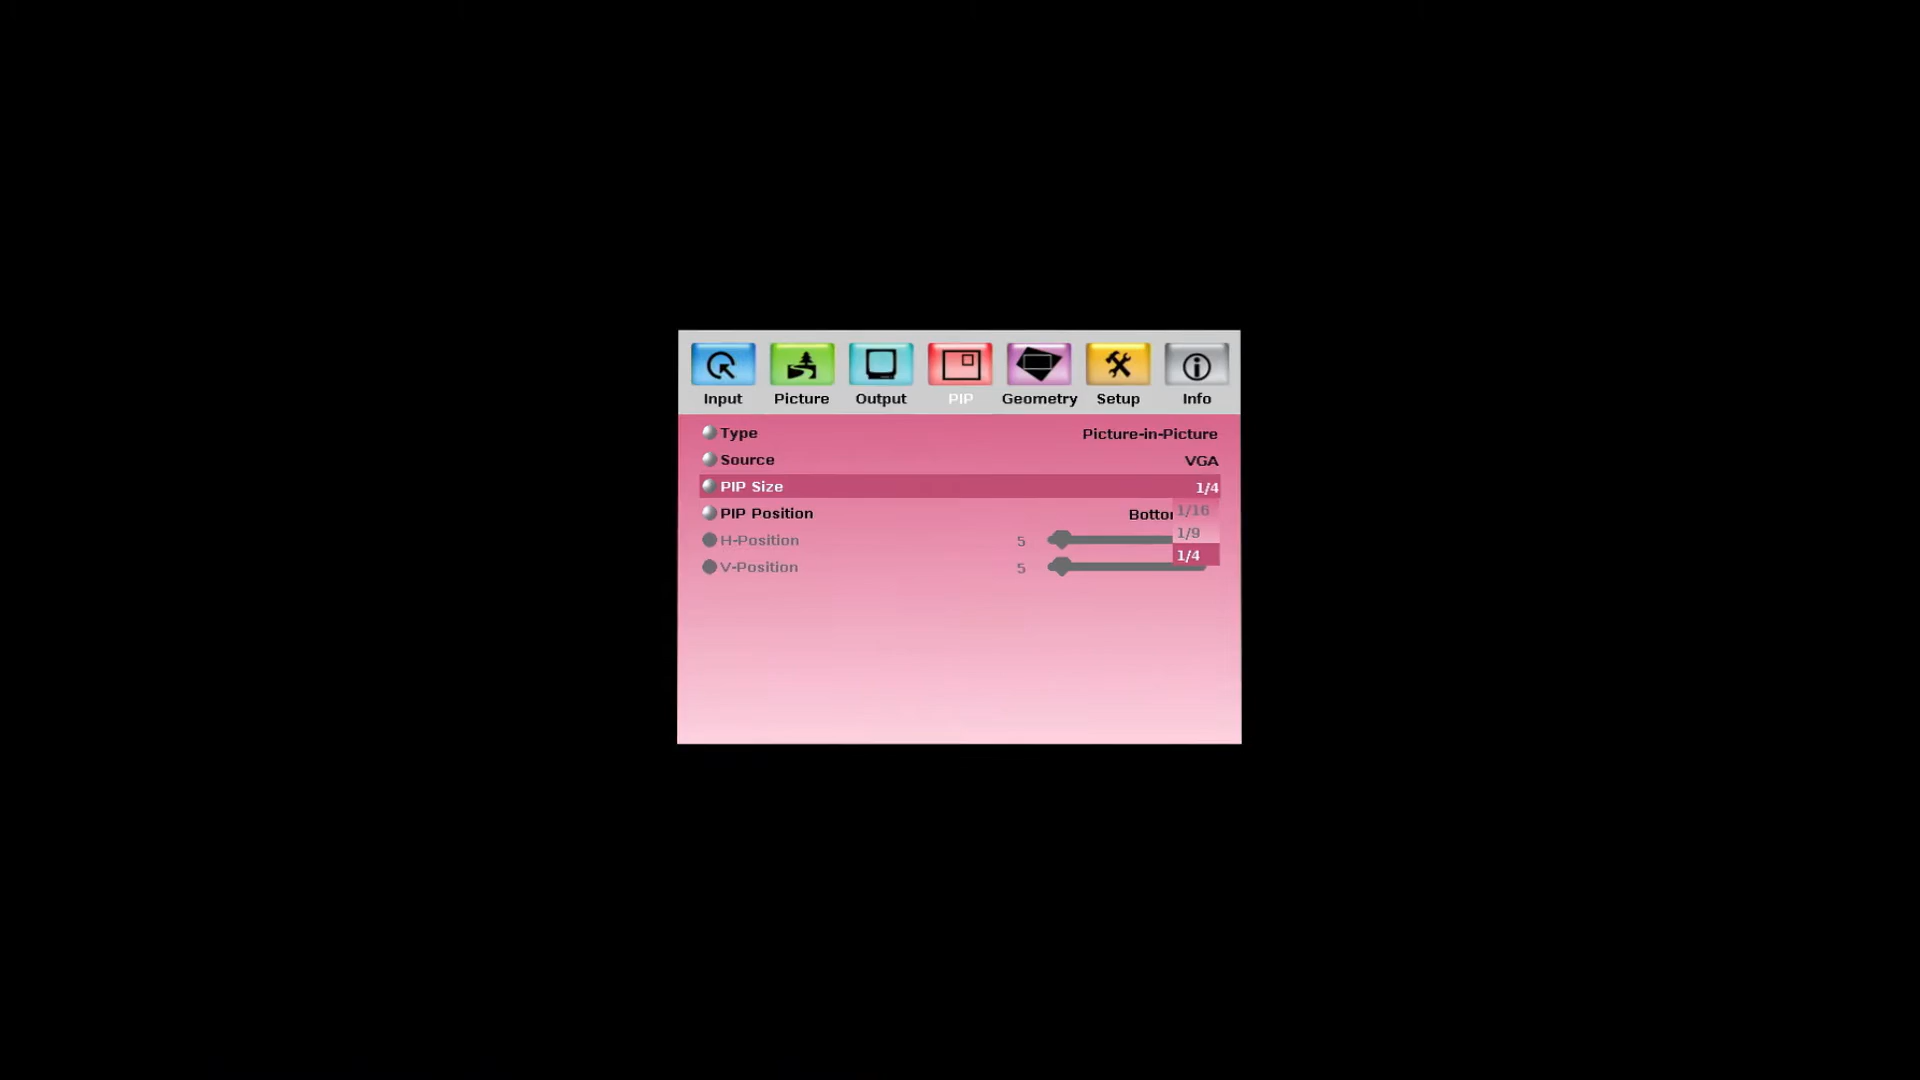 Input Picture Output PIP Geometry Setup Info
Type Picture-in-Picture
Source VGA
PIP Size 1/4
PIP Position
1/16
H-Position 5
1/9
1/4
V-Position 5